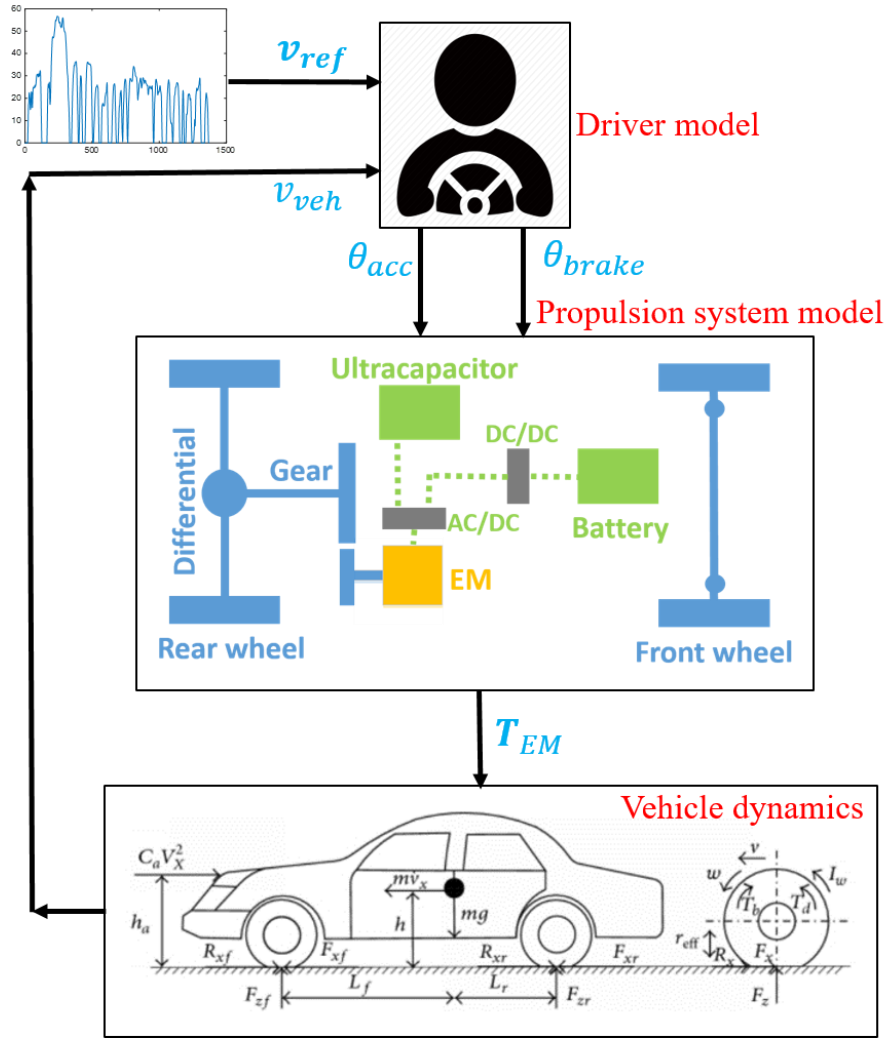 60
50
40
30
20
10
0
0 500 1000 1500
v_ref
v_veh
Driver model
θ_acc
θ_brake
Propulsion system model
Ultracapacitor
DC/DC
Differential
Gear
AC/DC
Battery
EM
Rear wheel
Front wheel
T_EM
Vehicle dynamics
C_a V_X^2
h_a
mv̇_x
h
mg
R_xf
F_xf
R_xr
F_xr
F_zf
L_f
L_r
F_zr
v
w
I_w
T_b
T_d
r_eff
R_x
F_x
F_z